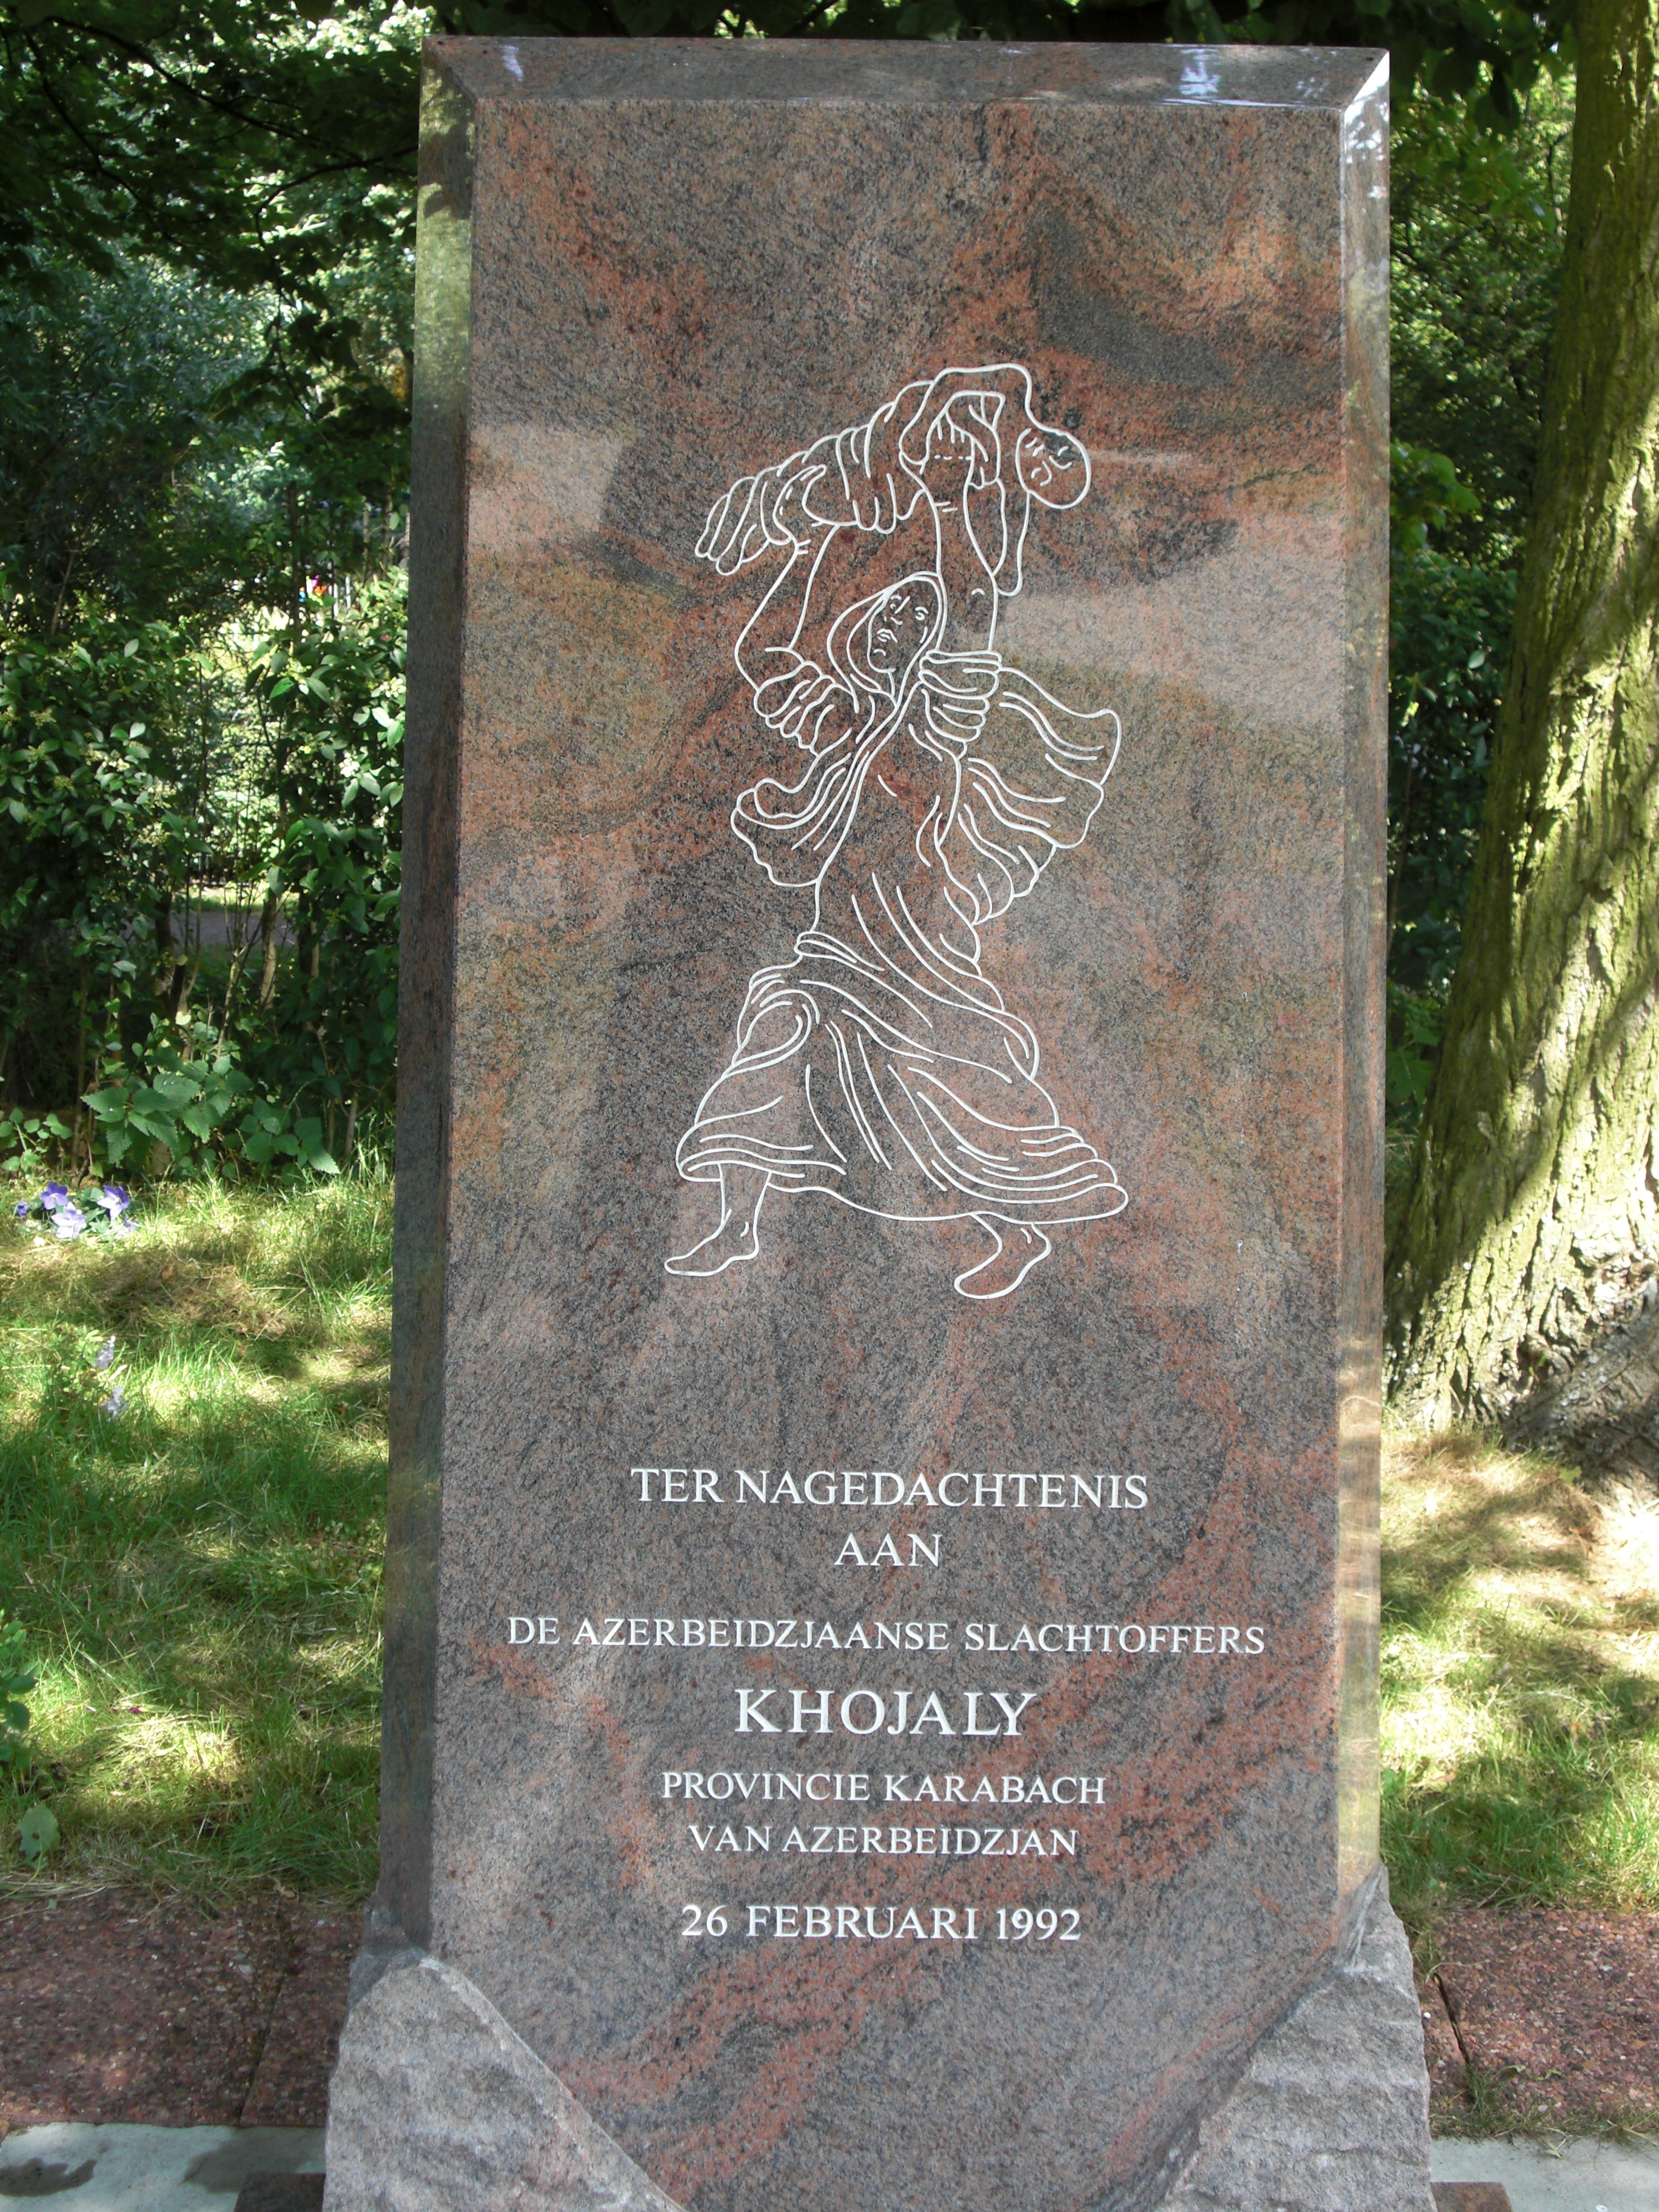 TER NAGEDACHTENIS
AAN
DE AZERBEIDZJAANSE SLACHTOFFERS
KHOJALY
PROVINCIE KARABACH
VAN AZERBEIDZJAN
26 FEBRUARI 1992